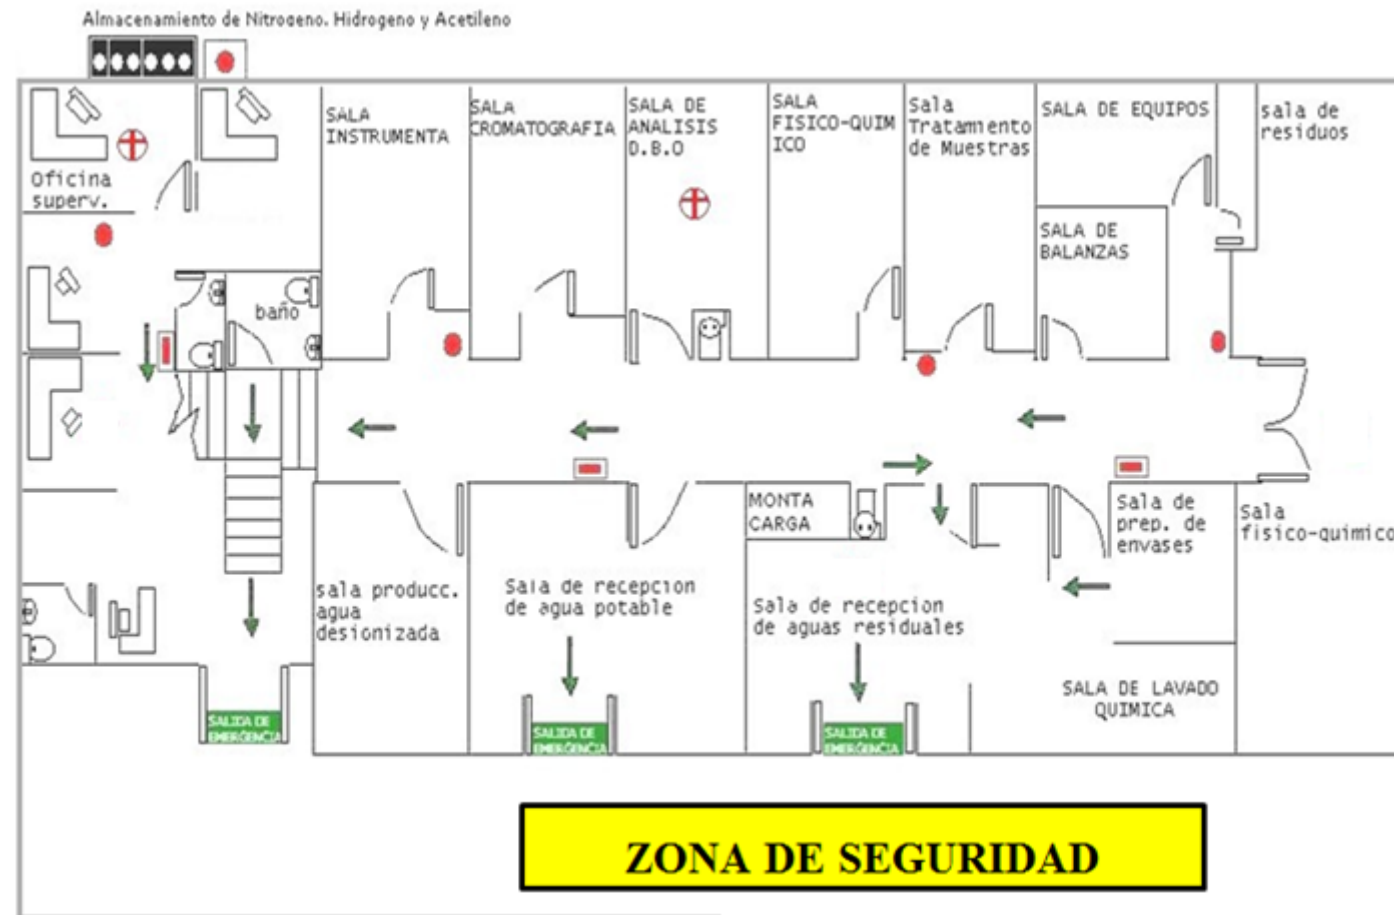 Almacenamiento de Nitrogeno. Hidrogeno y Acetileno
Oficina
superv.
baño
SALA
INSTRUMENTA
SALA
CROMATOGRAFIA
SALA DE
ANALISIS
D.B.O
SALA
FISICO-QUIM
ICO
Sala
Tratamiento
de Muestras
SALA DE EQUIPOS
SALA DE
BALANZAS
sala de
residuos
sala producc.
agua
desionizada
Sala de recepcion
de agua potable
MONTA
CARGA
Sala de recepcion
de aguas residuales
Sala de
prep. de
envases
Sala
fisico-quimico
SALA DE LAVADO
QUIMICA
SALIDA DE
EMERGENCIA
SALIDA DE
EMERGENCIA
SALIDA DE
EMERGENCIA
ZONA DE SEGURIDAD